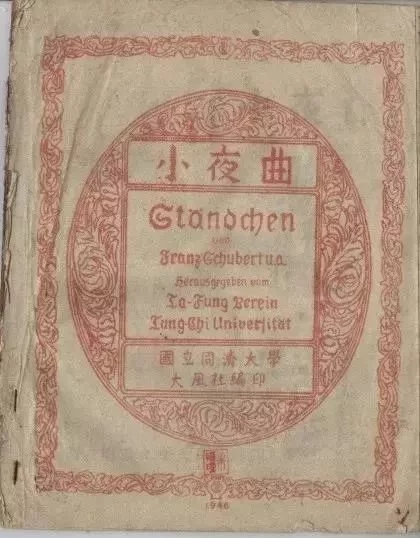 小夜曲
Ständchen
von
Franz Schubert u.a.
Herausgegeben vom
Ta-Fung Verein
Tung-Chi Universität
國立同濟大學
大風社編印
1946